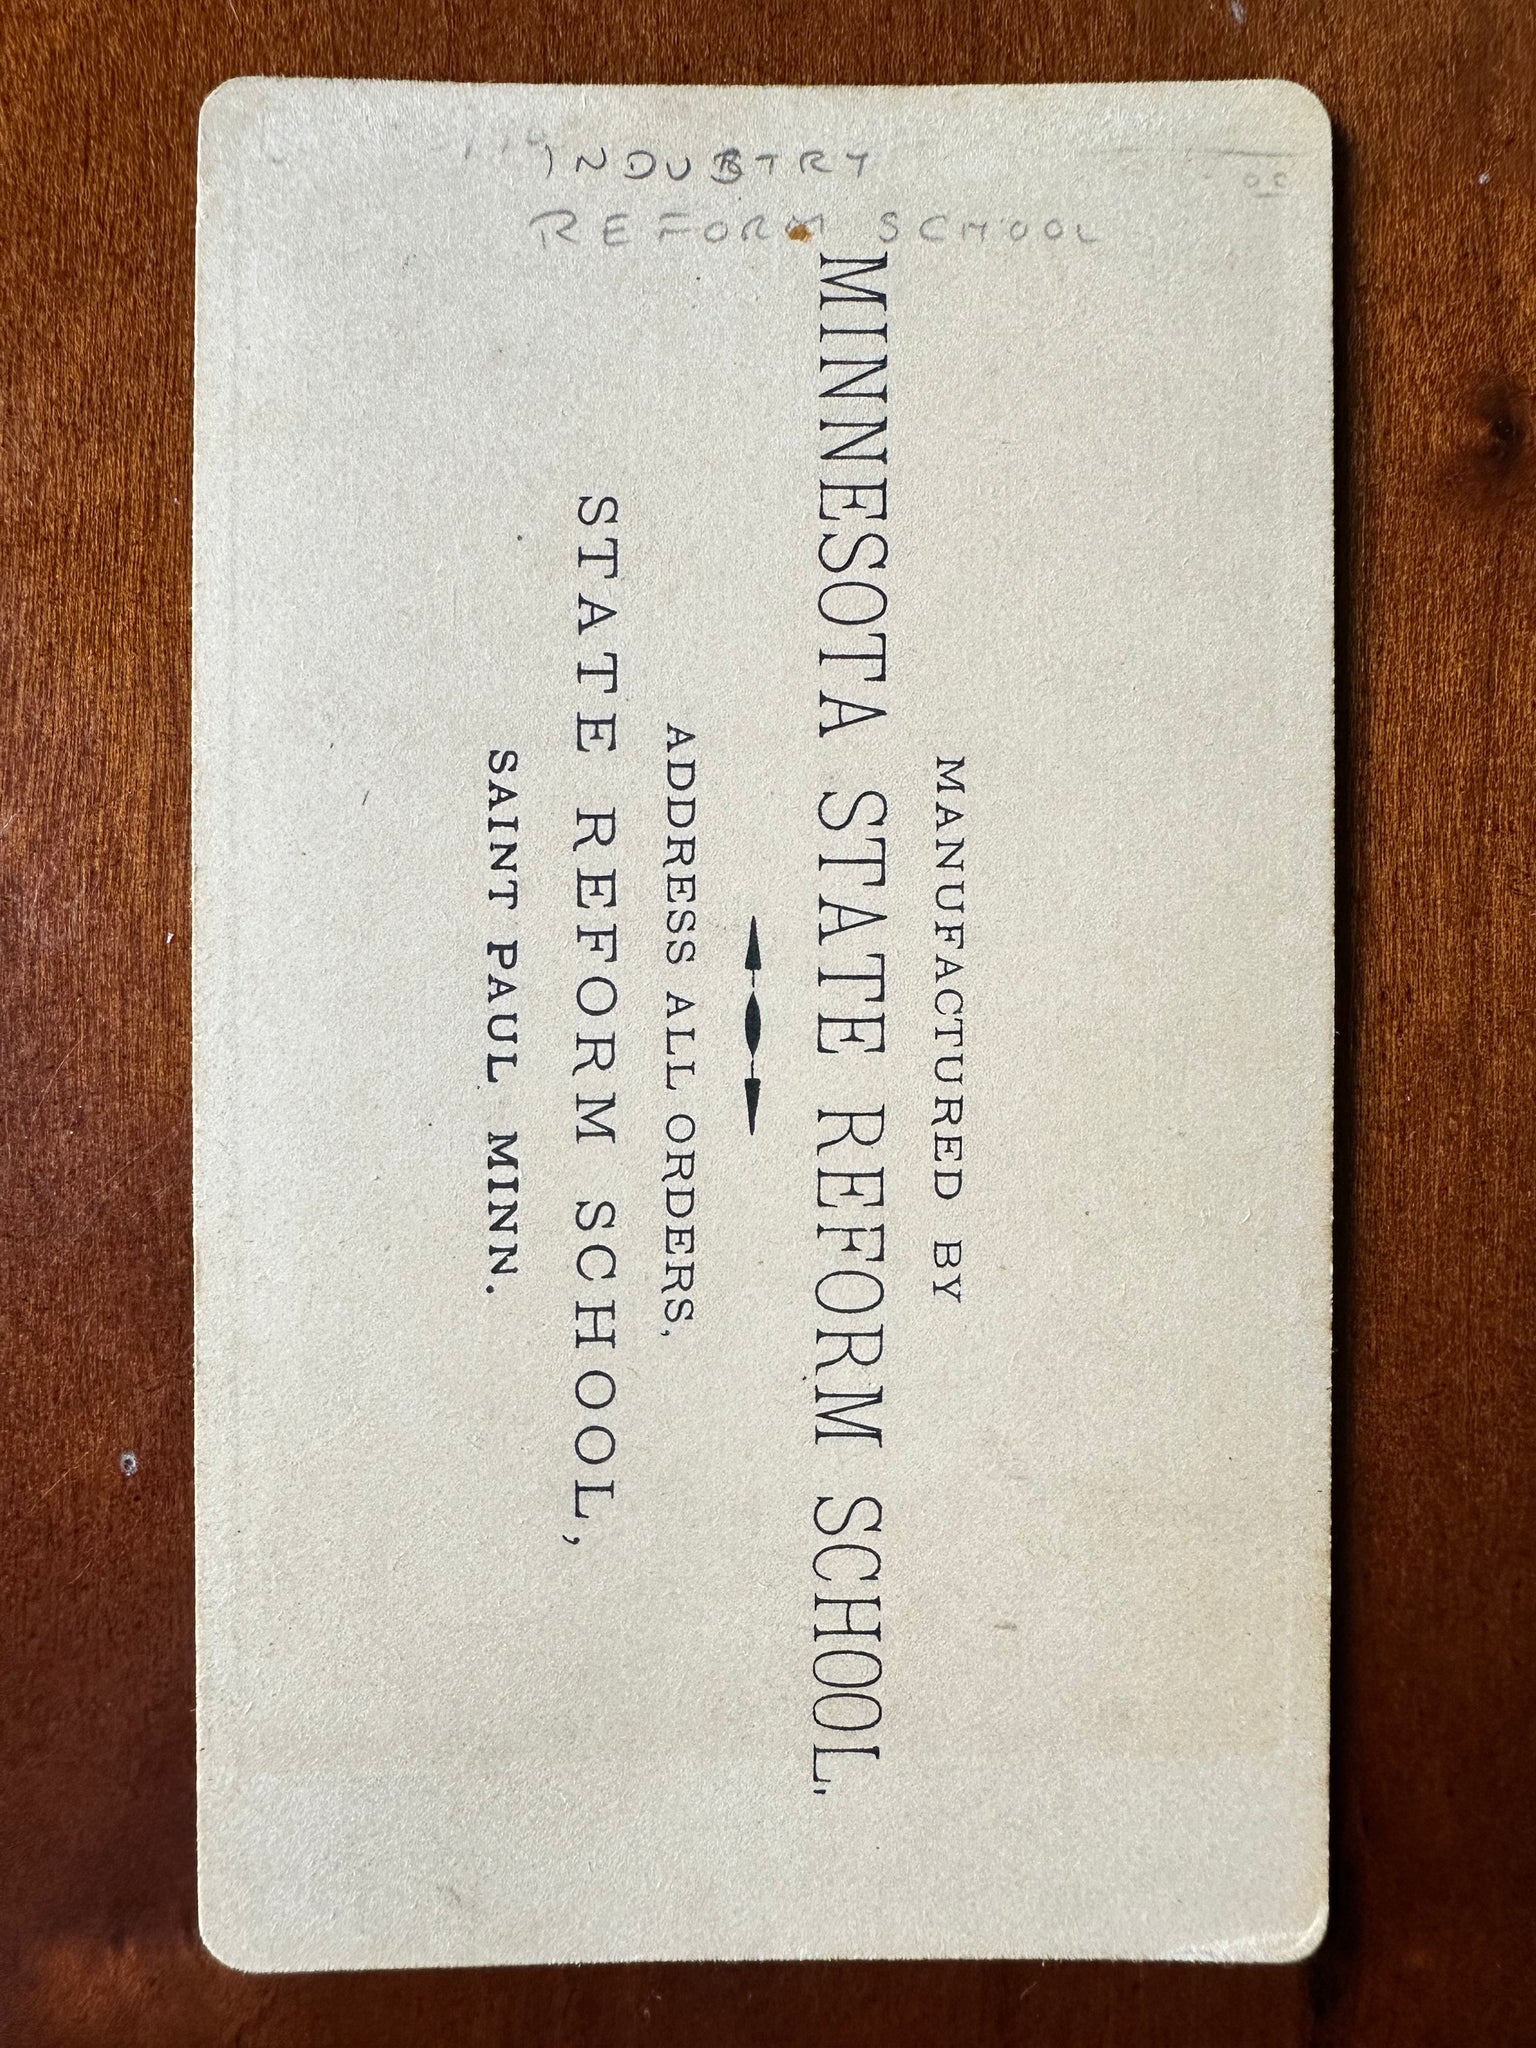 INDUSTRY
REFORM SCHOOL
MANUFACTURED BY
MINNESOTA STATE REFORM SCHOOL.
ADDRESS ALL ORDERS,
STATE REFORM SCHOOL,
SAINT PAUL MINN.